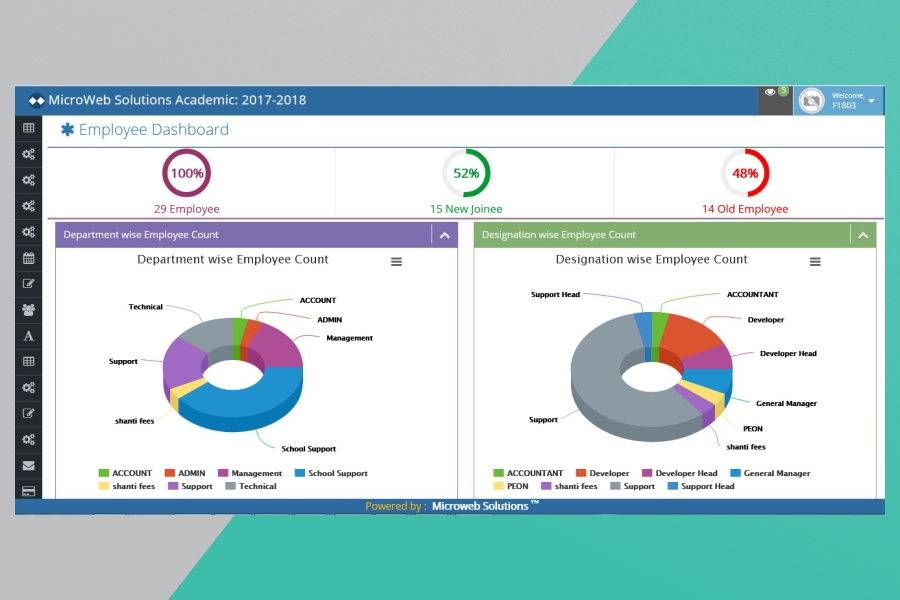 MicroWeb Solutions Academic: 2017-2018
5
Welcome,
F1803
Employee Dashboard
100%
52%
48%
29 Employee
15 New Joinee
14 Old Employee
Department wise Employee Count
Department wise Employee Count
Technical
ACCOUNT
ADMIN
Management
Support
shanti fees
School Support
ACCOUNT ADMIN Management School Support
shanti fees Support Technical
Designation wise Employee Count
Designation wise Employee Count
Support Head
ACCOUNTANT
Developer
Developer Head
General Manager
Support
PEON
shanti fees
ACCOUNTANT Developer Developer Head General Manager
PEON shanti fees Support Support Head
A
Powered by : Microweb Solutions ™